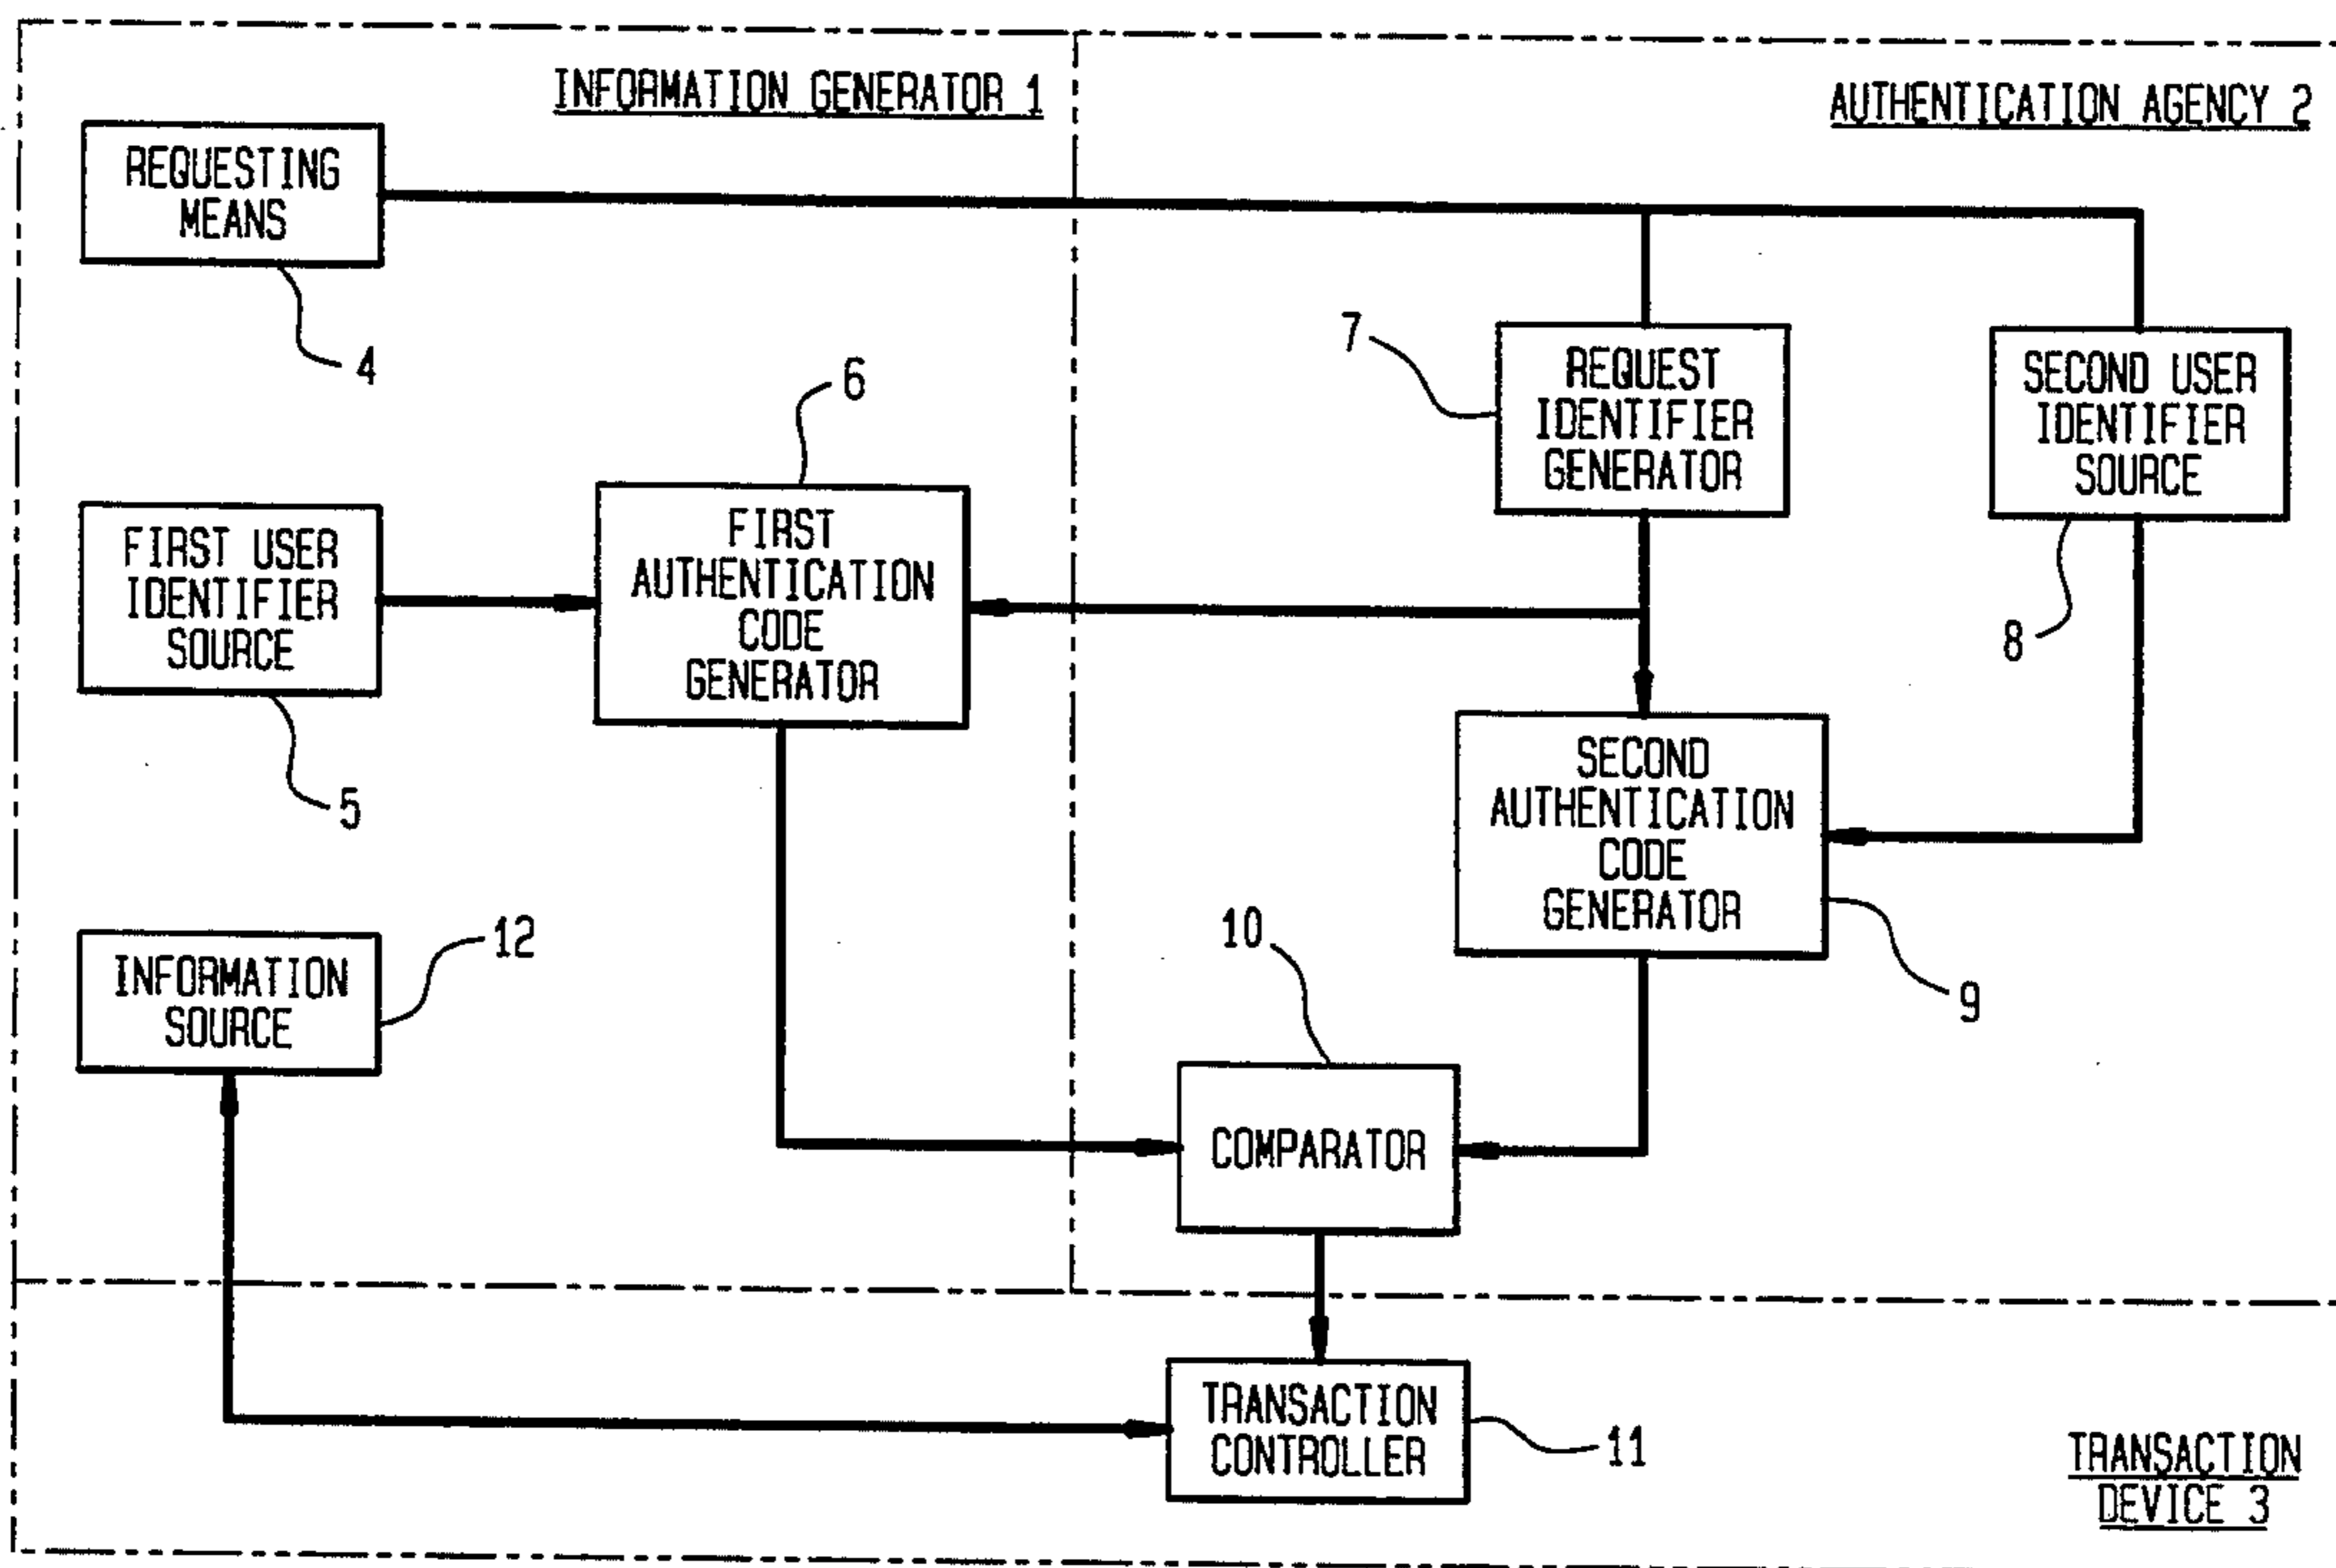 INFORMATION GENERATOR 1
AUTHENTICATION AGENCY 2
REQUESTING
MEANS
4
7
REQUEST
IDENTIFIER
GENERATOR
SECOND USER
IDENTIFIER
SOURCE
8
6
FIRST
AUTHENTICATION
CODE
GENERATOR
FIRST USER
IDENTIFIER
SOURCE
5
SECOND
AUTHENTICATION
CODE
GENERATOR
9
12
INFORMATION
SOURCE
10
COMPARATOR
TRANSACTION
CONTROLLER
11
TRANSACTION
DEVICE 3